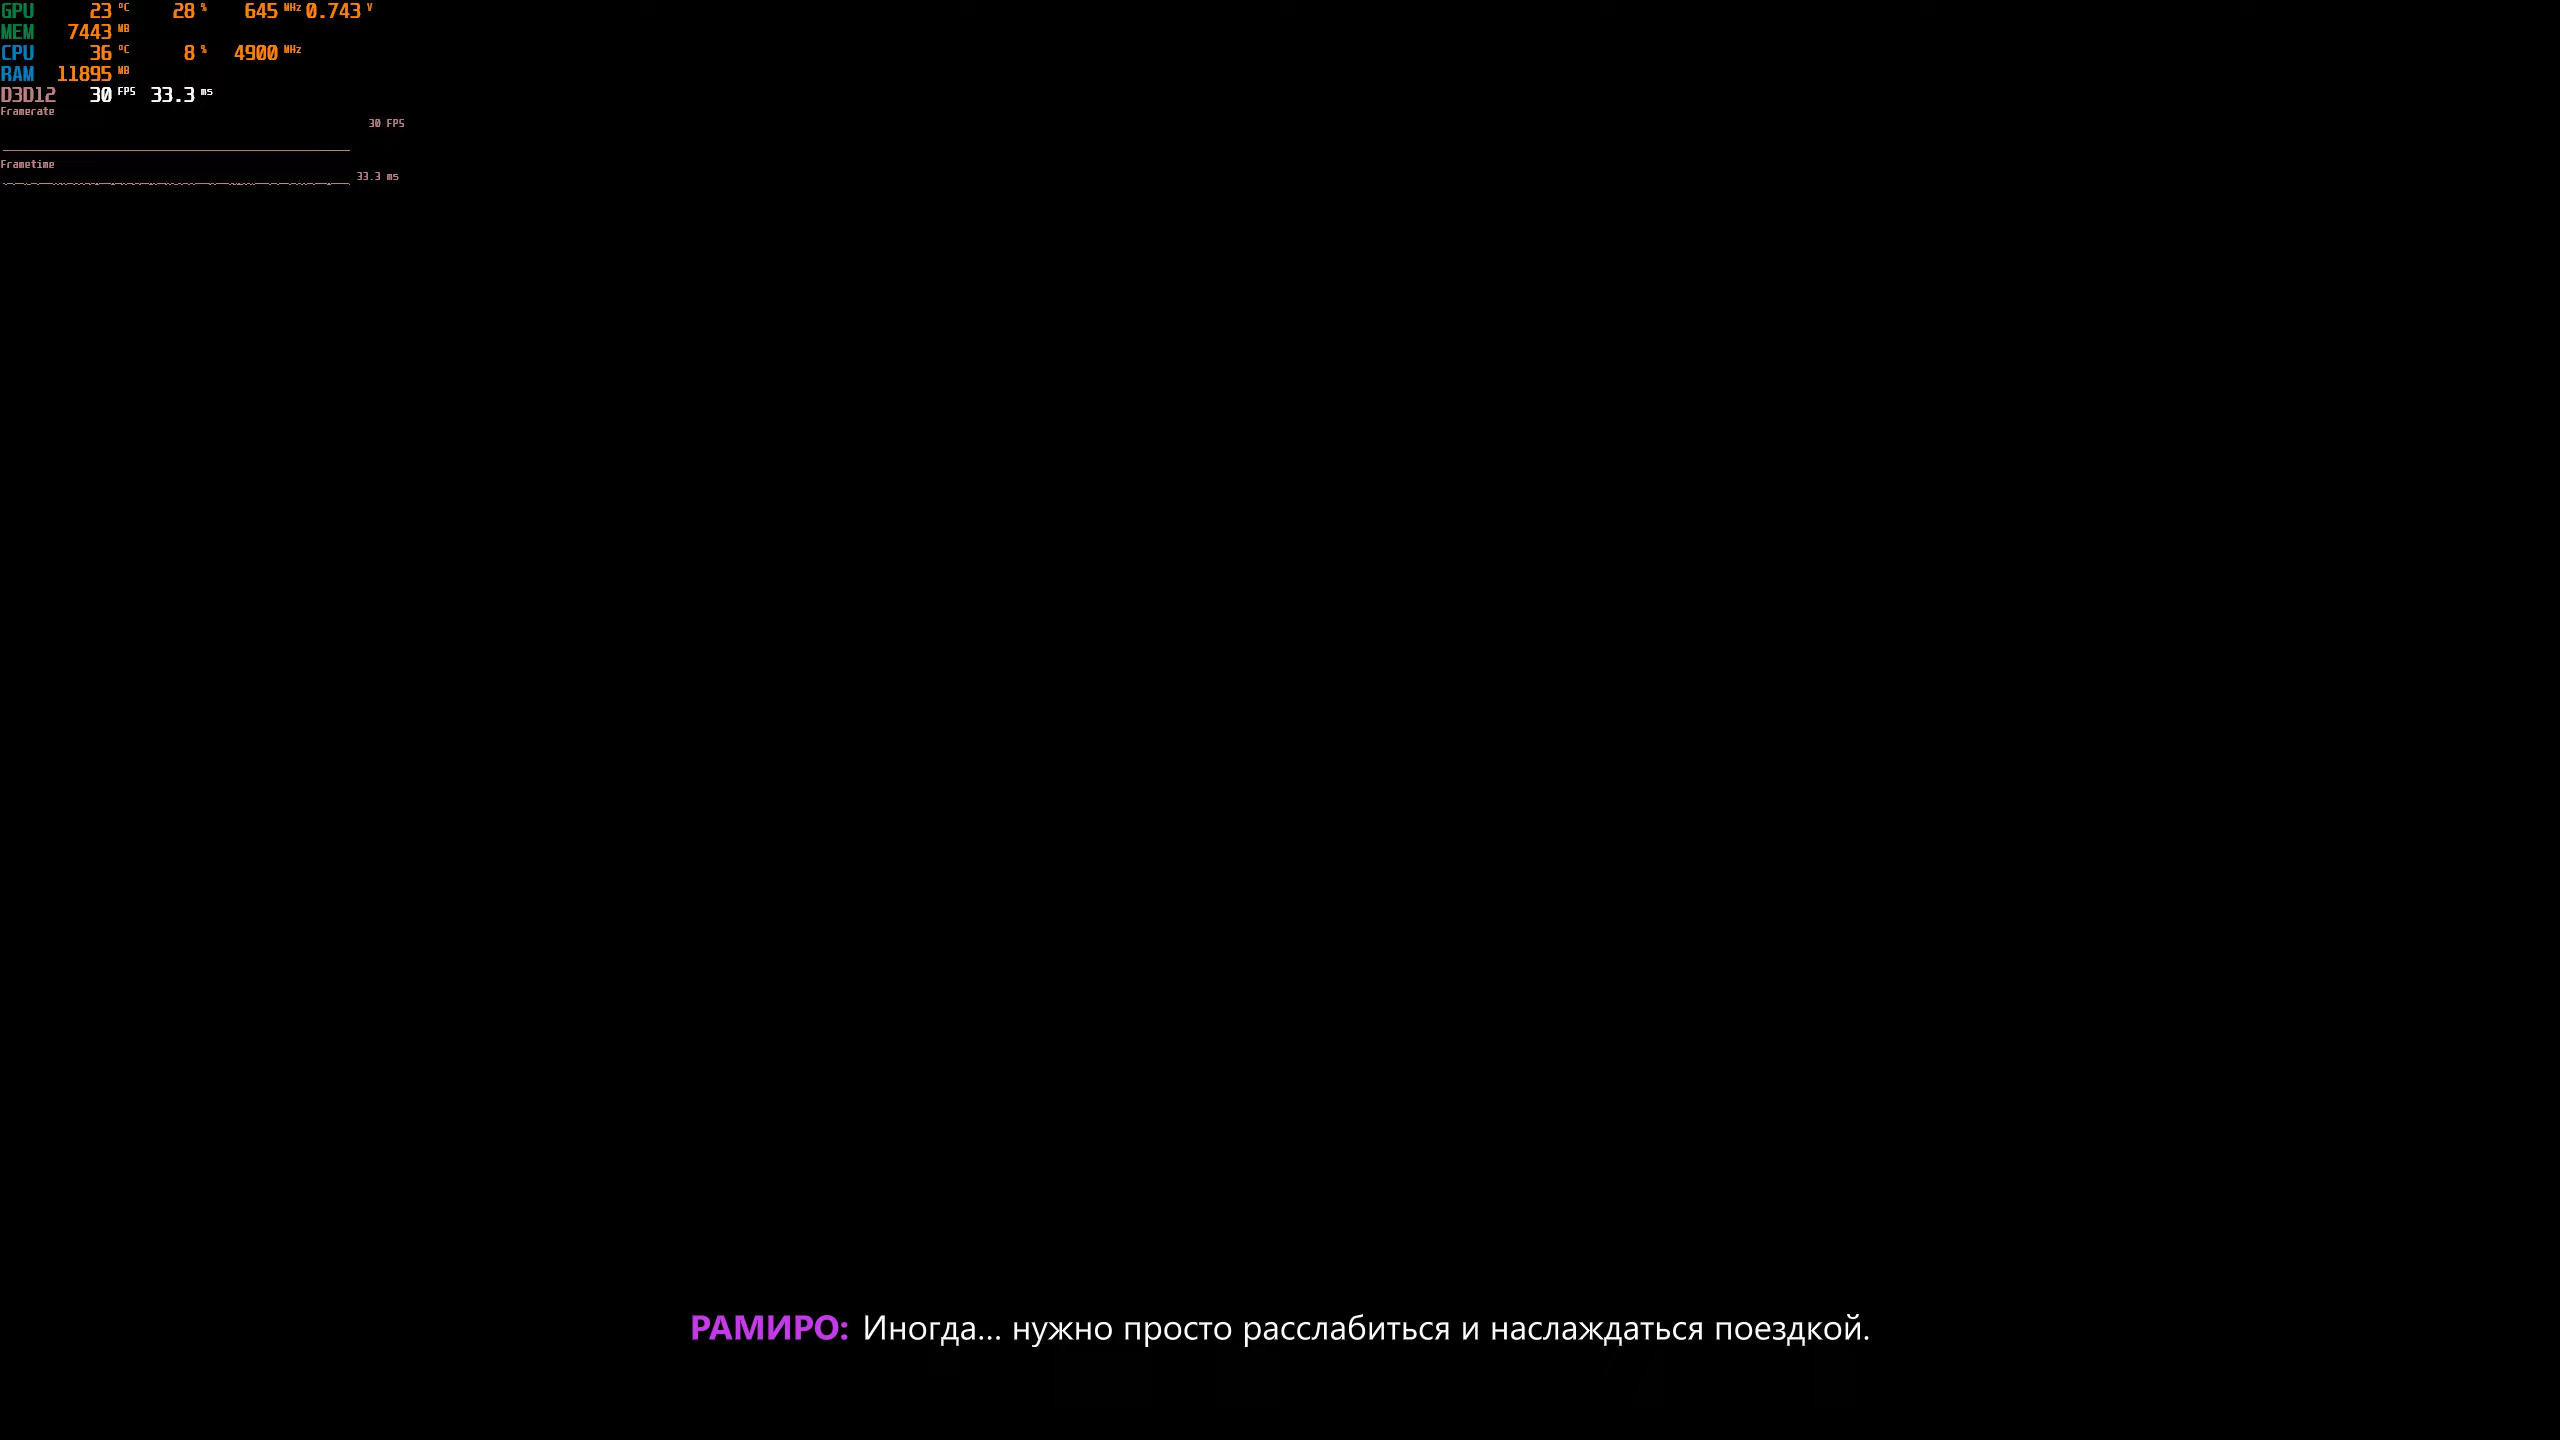 GPU 23 °C 28 % 645 MHz 0.743 V
MEM 7443 MB
CPU 36 °C 8 % 4900 MHz
RAM 11895 MB
D3D12 30 FPS 33.3 ms
Framerate
30 FPS
Frametime
33.3 ms
РАМИРО: Иногда... нужно просто расслабиться и наслаждаться поездкой.